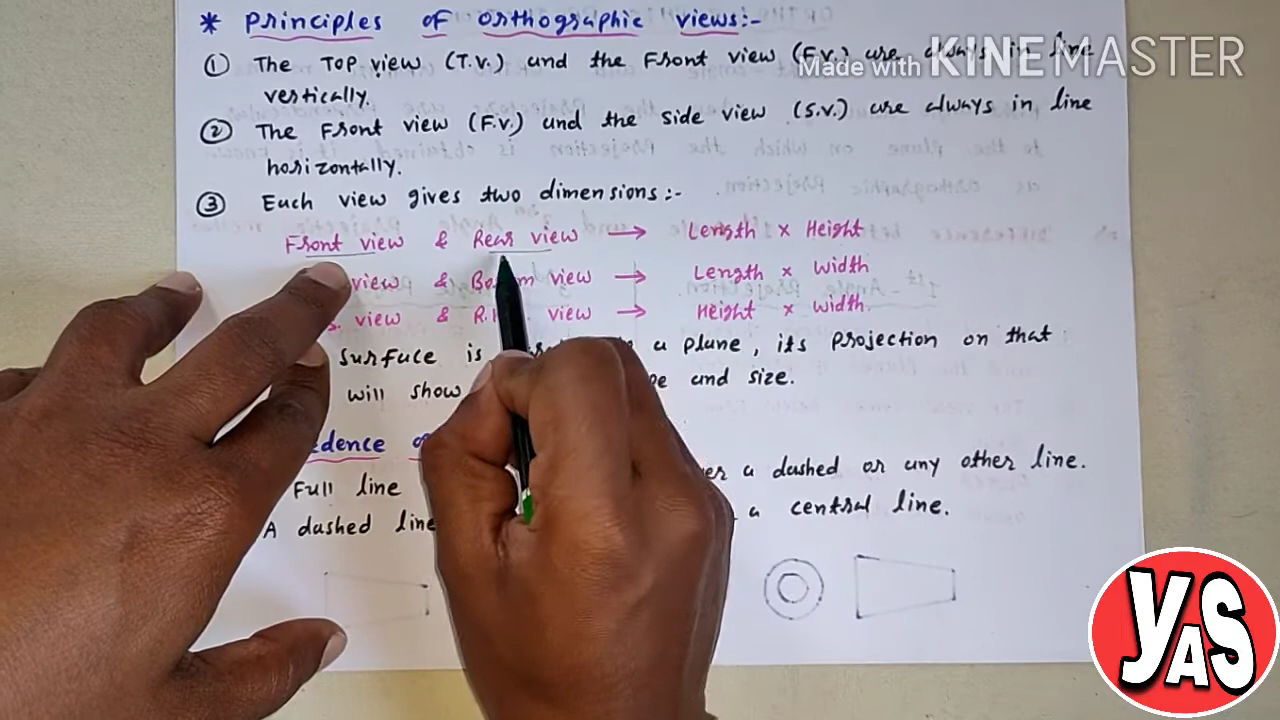 * Principles of orthographic views:-
① The Top view (T.V.) and the Front view (F.V.) are always in line
vertically.
② The Front view (F.V.) and the side view (S.V.) are always in line
horizontally.
③ Each view gives two dimensions:-
Front view & Rear view → Length x Height
view & view → Length x width
view & view → Height x width.
surface is a plane, its projection on that
will show and size.
Full line a dashed or any other line.
A dashed line a central line.
Made with KINEMASTER
YAS